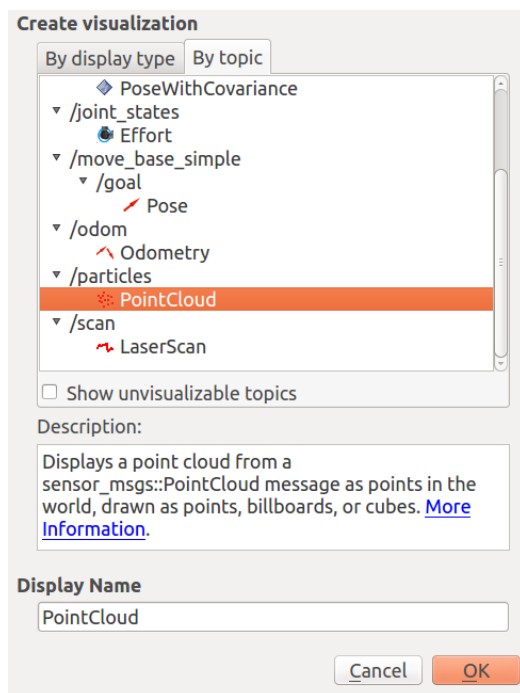 Create visualization
By display type By topic
PoseWithCovariance
/joint_states
Effort
/move_base_simple
/goal
Pose
/odom
Odometry
/particles
PointCloud
/scan
LaserScan
Show unvisualizable topics
Description:
Displays a point cloud from a
sensor_msgs::PointCloud message as points in the
world, drawn as points, billboards, or cubes. More
Information.
Display Name
PointCloud
Cancel OK